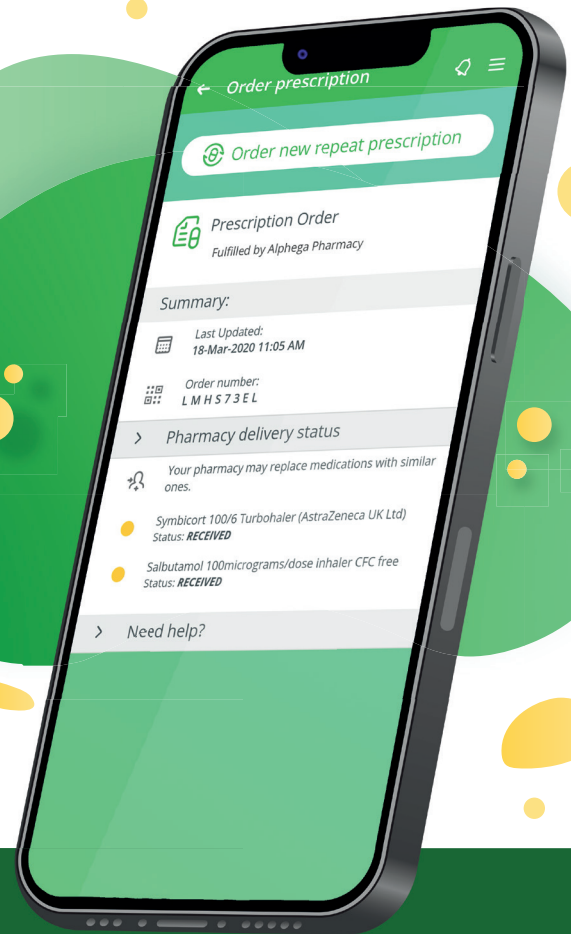 Order prescription
Order new repeat prescription
Prescription Order
Fulfilled by Alphega Pharmacy
Summary:
Last Updated:
18-Mar-2020 11:05 AM
Order number:
LMHS73EL
Pharmacy delivery status
Your pharmacy may replace medications with similar
ones.
Symbicort 100/6 Turbohaler (AstraZeneca UK Ltd)
Status: RECEIVED
Salbutamol 100micrograms/dose inhaler CFC free
Status: RECEIVED
Need help?